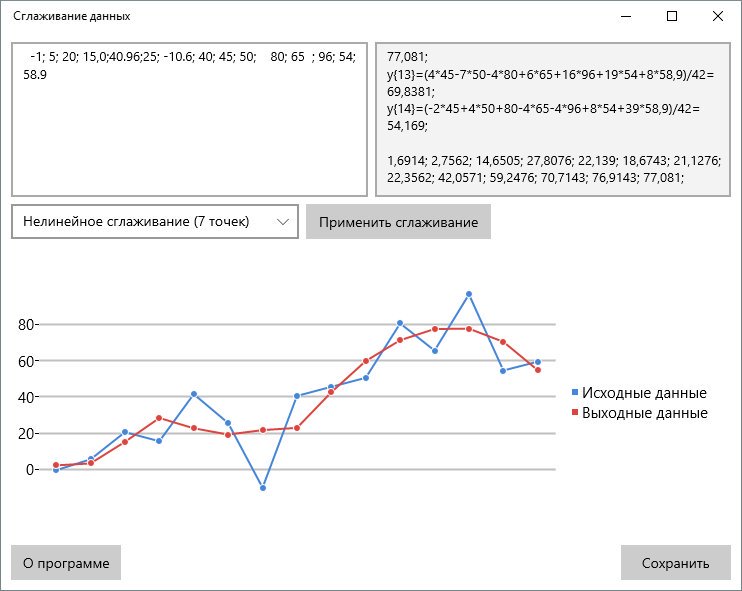 Сглаживание данных
-1; 5; 20; 15,0;40.96;25; -10.6; 40; 45; 50;    80; 65  ; 96; 54;
58.9
77,081;
y{13}=(4*45-7*50-4*80+6*65+16*96+19*54+8*58,9)/42=
69,8381;
y{14}=(-2*45+4*50+80-4*65-4*96+8*54+39*58,9)/42=
54,169;
1,6914; 2,7562; 14,6505; 27,8076; 22,139; 18,6743; 21,1276;
22,3562; 42,0571; 59,2476; 70,7143; 76,9143; 77,081;
Нелинейное сглаживание (7 точек)
Применить сглаживание
80
60
40
20
0
Исходные данные
Выходные данные
О программе
Сохранить